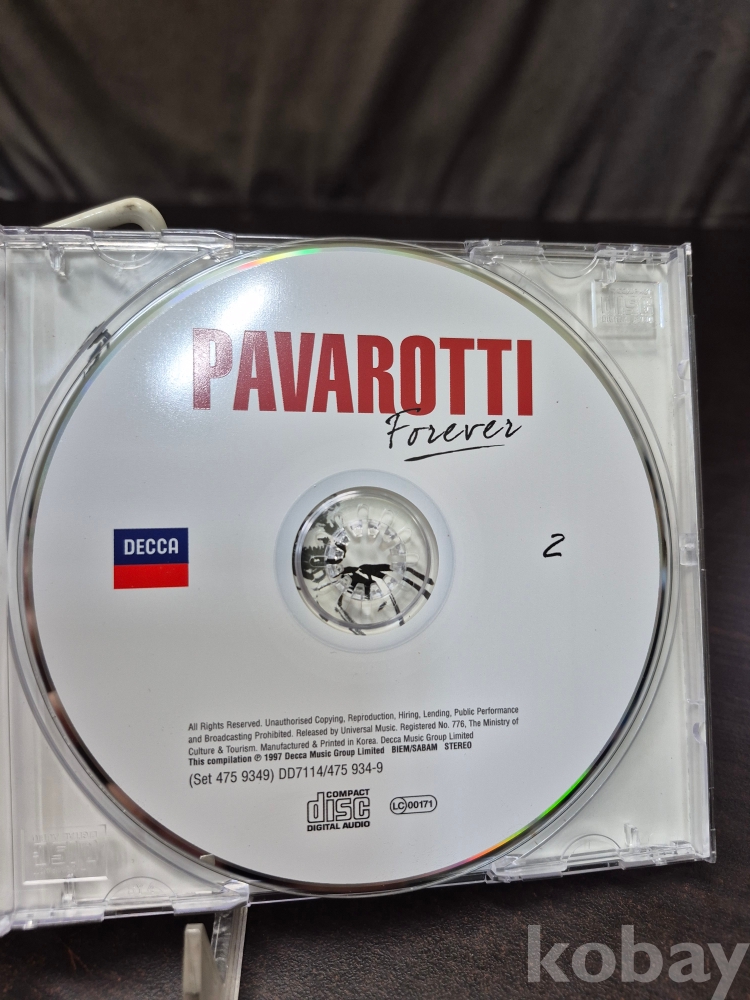 PAVAROTTI
Forever
DECCA
2
All Rights Reserved. Unauthorised Copying, Reproduction, Hiring, Lending, Public Performance
and Broadcasting Prohibited. Released by Universal Music. Registered No. 776, The Ministry of
Culture & Tourism. Manufactured & Printed in Korea. Decca Music Group Limited
This compilation ℗ 1997 Decca Music Group Limited BIEM/SABAM STEREO
(Set 475 9349) DD7114/475 934-9
COMPACT
disc
DIGITAL AUDIO
LC 00171
kobay